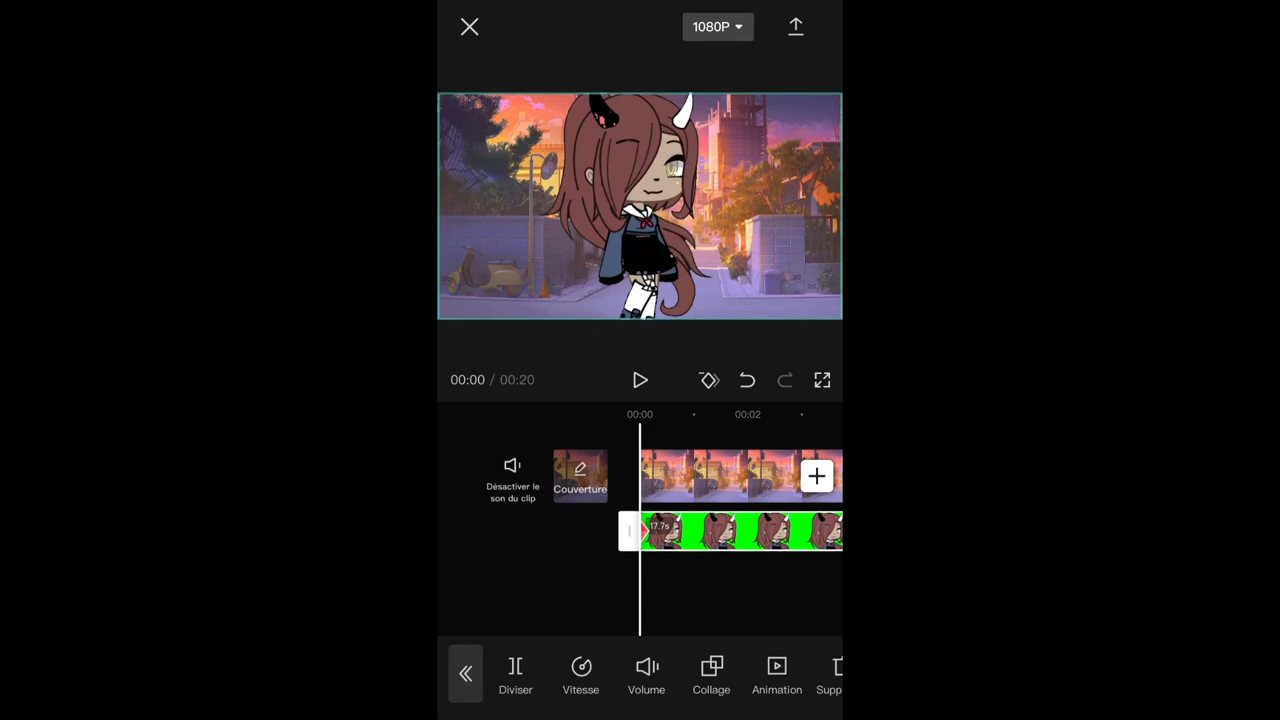 1080P
00:00 / 00:20
00:00
00:02
Désactiver le
son du clip
Couverture
17.7s
Diviser
Vitesse
Volume
Collage
Animation
Supp